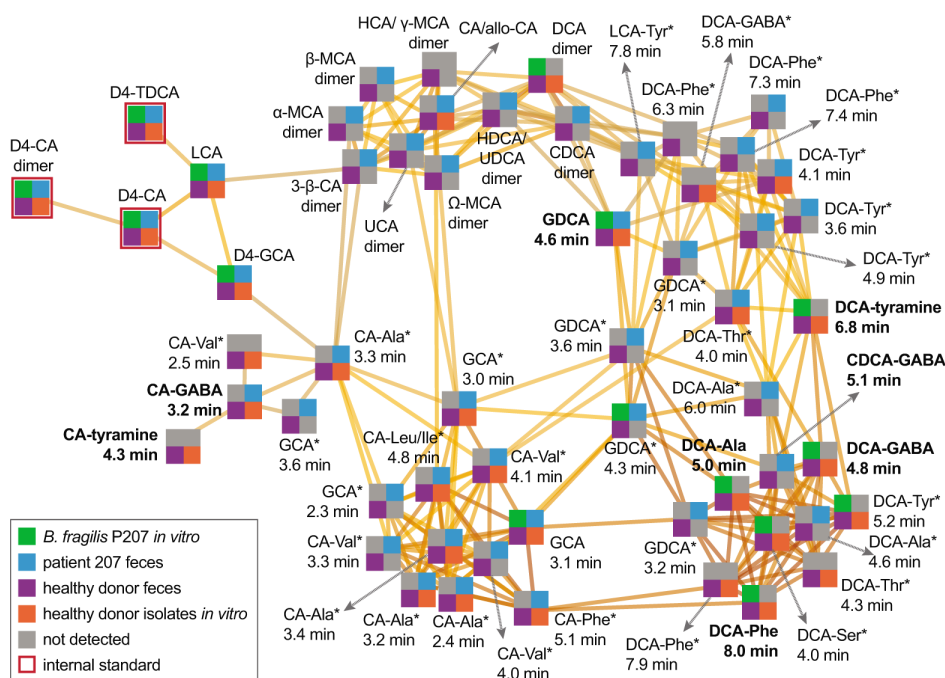 HCA/ γ-MCA
dimer
CA/allo-CA
DCA
dimer
LCA-Tyr*
7.8 min
DCA-GABA*
5.8 min
β-MCA
dimer
DCA-Phe*
7.3 min
D4-TDCA
DCA-Phe*
6.3 min
DCA-Phe*
7.4 min
α-MCA
dimer
D4-CA
dimer
LCA
HDCA/
UDCA
dimer
CDCA
dimer
DCA-Tyr*
4.1 min
3-β-CA
dimer
D4-CA
Ω-MCA
dimer
UCA
dimer
GDCA
4.6 min
DCA-Tyr*
3.6 min
D4-GCA
DCA-Tyr*
4.9 min
GDCA*
3.1 min
DCA-tyramine
6.8 min
CA-Val*
2.5 min
CA-Ala*
3.3 min
GDCA*
3.6 min
DCA-Thr*
4.0 min
CDCA-GABA
5.1 min
GCA*
3.0 min
CA-GABA
3.2 min
DCA-Ala*
6.0 min
CA-tyramine
4.3 min
GCA*
3.6 min
CA-Leu/Ile*
4.8 min
CA-Val*
4.1 min
GDCA*
4.3 min
DCA-Ala
5.0 min
DCA-GABA
4.8 min
GCA*
2.3 min
DCA-Tyr*
5.2 min
CA-Val*
3.3 min
GCA
3.1 min
GDCA*
3.2 min
DCA-Ala*
4.6 min
DCA-Thr*
4.3 min
CA-Ala*
3.4 min
CA-Ala*
3.2 min
CA-Ala*
2.4 min
CA-Phe*
5.1 min
CA-Val*
4.0 min
DCA-Phe*
7.9 min
DCA-Phe
8.0 min
DCA-Ser*
4.0 min
B. fragilis P207 in vitro
patient 207 feces
healthy donor feces
healthy donor isolates in vitro
not detected
internal standard